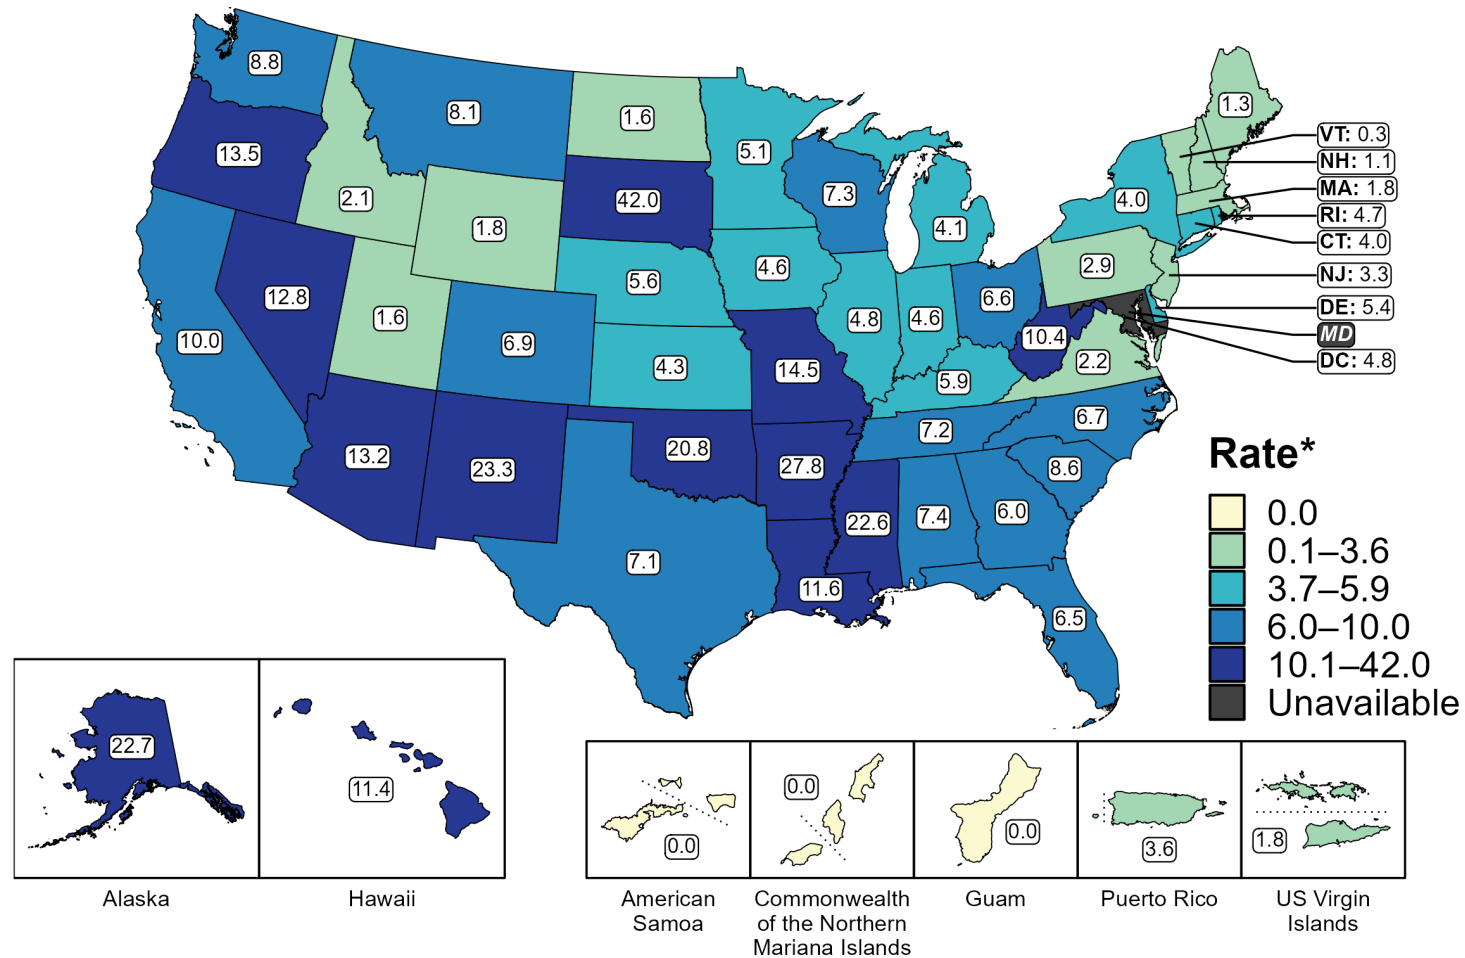 8.8
8.1
1.6
5.1
1.3
VT: 0.3
NH: 1.1
MA: 1.8
RI: 4.7
CT: 4.0
NJ: 3.3
DE: 5.4
MD
DC: 4.8
13.5
2.1
1.8
42.0
7.3
4.1
4.0
12.8
1.6
5.6
4.6
6.6
2.9
10.0
6.9
4.3
14.5
4.8
4.6
10.4
2.2
5.9
13.2
23.3
20.8
27.8
7.2
6.7
8.6
7.1
11.6
22.6
7.4
6.0
6.5
Rate*
0.0
0.1–3.6
3.7–5.9
6.0–10.0
10.1–42.0
Unavailable
22.7
11.4
0.0
0.0
0.0
3.6
1.8
Alaska
Hawaii
American
Samoa
Commonwealth
of the Northern
Mariana Islands
Guam
Puerto Rico
US Virgin
Islands